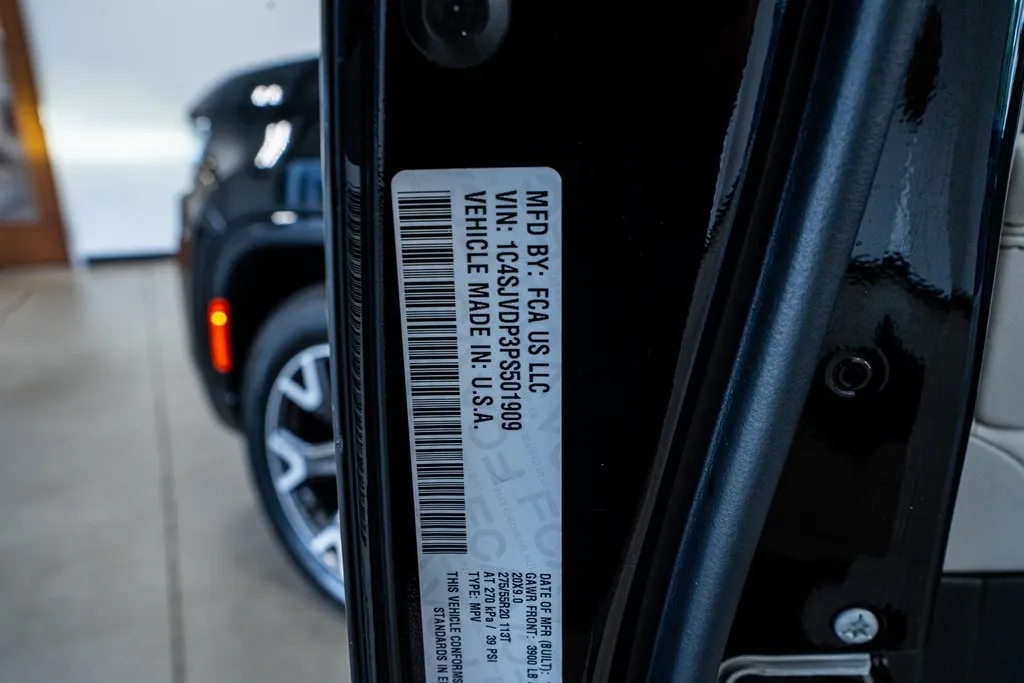 MFD BY: FCA US LLC
VIN: 1C4SJVDP3PS501909
VEHICLE MADE IN: U.S.A.
DATE OF MFR (BUILT):
GAWR FRONT: 3900 LB
20X9.0
275/55R20 113T
AT 270 kPa / 39 PSI
TYPE: MPV
THIS VEHICLE CONFORMS
STANDARDS IN